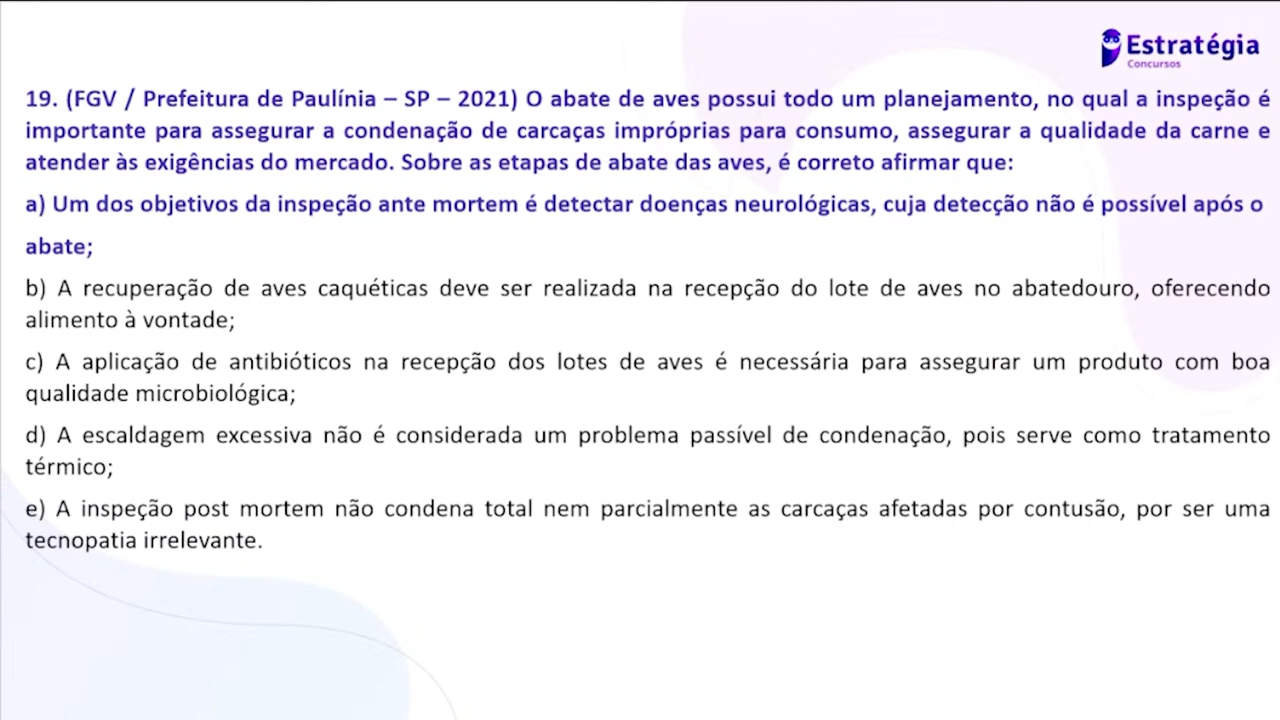 Estratégia
Concursos
19. (FGV / Prefeitura de Paulínia – SP – 2021) O abate de aves possui todo um planejamento, no qual a inspeção é
importante para assegurar a condenação de carcaças impróprias para consumo, assegurar a qualidade da carne e
atender às exigências do mercado. Sobre as etapas de abate das aves, é correto afirmar que:
a) Um dos objetivos da inspeção ante mortem é detectar doenças neurológicas, cuja detecção não é possível após o
abate;
b) A recuperação de aves caquéticas deve ser realizada na recepção do lote de aves no abatedouro, oferecendo
alimento à vontade;
c) A aplicação de antibióticos na recepção dos lotes de aves é necessária para assegurar um produto com boa
qualidade microbiológica;
d) A escaldagem excessiva não é considerada um problema passível de condenação, pois serve como tratamento
térmico;
e) A inspeção post mortem não condena total nem parcialmente as carcaças afetadas por contusão, por ser uma
tecnopatia irrelevante.